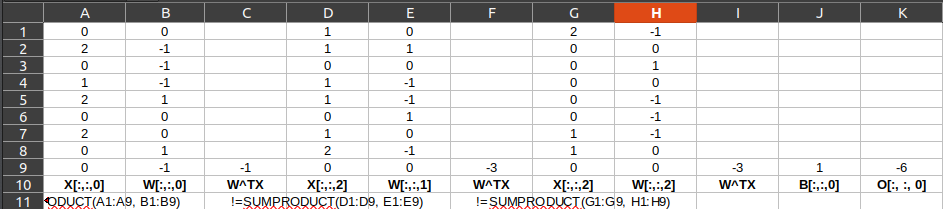 A B C D E F G H I J K
1 0 0 1 0 2 -1
2 2 -1 1 1 0 0
3 0 -1 0 0 0 1
4 1 -1 1 -1 0 0
5 2 1 1 -1 0 -1
6 0 0 0 1 0 -1
7 2 0 1 0 1 -1
8 0 1 2 -1 1 0
9 0 -1 -1 0 0 -3 0 0 -3 1 -6
10 X[:,:,0] W[:,:,0] W^TX X[:,:,2] W[:,:,1] W^TX X[:,:,2] W[:,:,2] W^TX B[:,:,0] O[:, :, 0]
11 ODUCT(A1:A9, B1:B9) !=SUMPRODUCT(D1:D9, E1:E9) !=SUMPRODUCT(G1:G9, H1:H9)